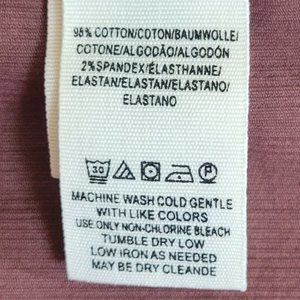 98% COTTON/COTON/BAUMWOLLE/
COTONE/ALGODÃO/ALGODÓN
2% SPANDEX/ÉLASTHANNE/
ELASTAN/ELASTAN/ELASTANO/
ELASTANO
30 P
MACHINE WASH COLD GENTLE
WITH LIKE COLORS
USE ONLY NON-CHLORINE BLEACH
TUMBLE DRY LOW
LOW IRON AS NEEDED
MAY BE DRY CLEANDE